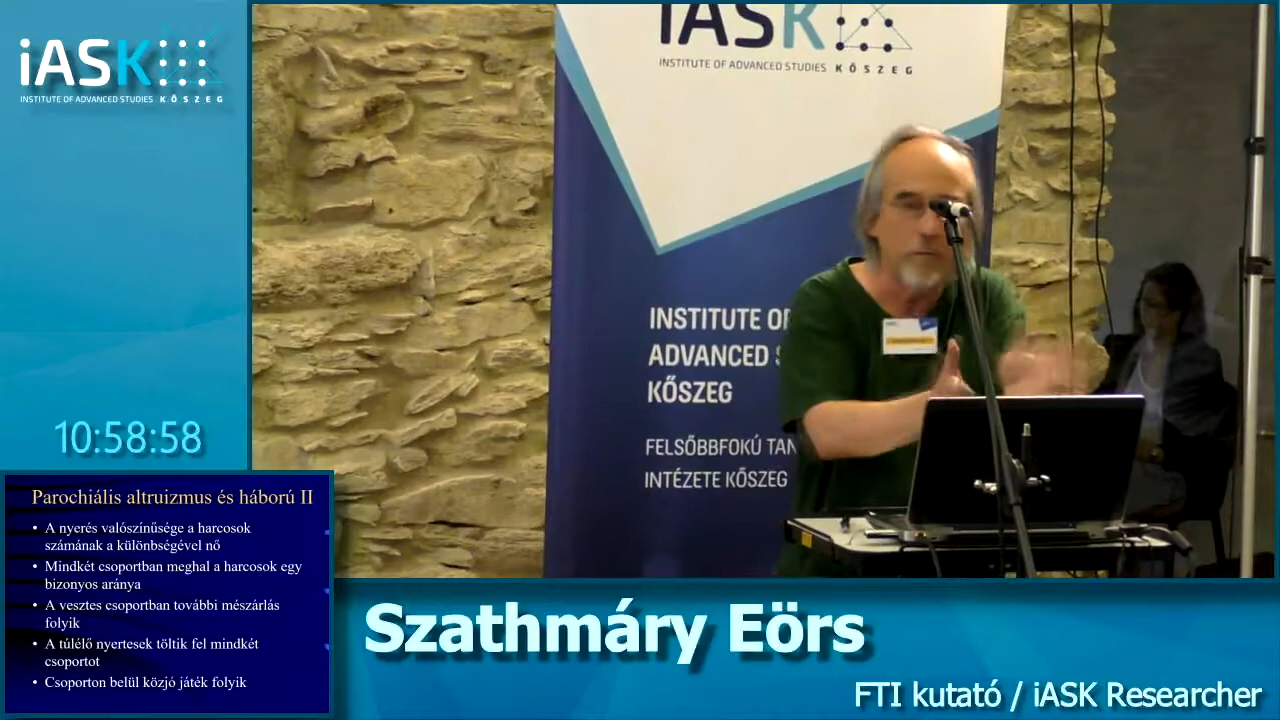 iASK
INSTITUTE OF ADVANCED STUDIES KŐSZEG
iASK
INSTITUTE OF ADVANCED STUDIES KŐSZEG
INSTITUTE OF
ADVANCED
KŐSZEG
FELSŐBBFOKÚ
INTÉZETE KŐSZEG
10:58:58
Parochiális altruizmus és háború II
• A nyerés valószínűsége a harcosok
számának a különbségével nő
• Mindkét csoportban meghal a harcosok egy
bizonyos aránya
• A vesztes csoportban további mészárlás
folyik
• A túlélő nyertesek töltik fel mindkét
csoportot
• Csoporton belül közjó játék folyik
Szathmáry Eörs
FTI kutató / iASK Researcher